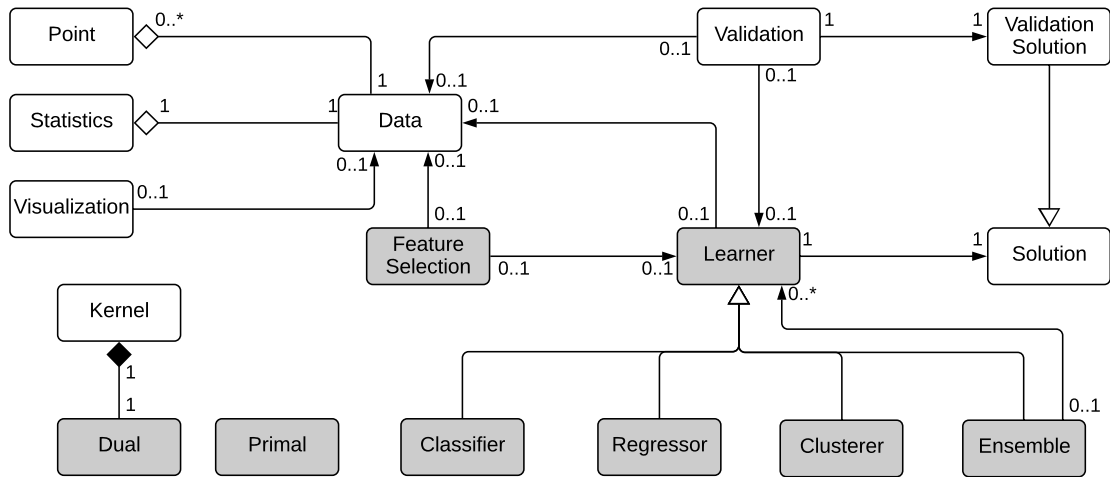 Point
0..*
1
Validation
0..1
1
1
Validation
Solution
0..1
0..1
Statistics
1
1
Data
0..1
0..1
0..1
Visualization
0..1
0..1
0..1
0..1
Feature
Selection
0..1
0..1
Learner
1
1
Solution
0..*
Kernel
1
1
0..1
Dual
Primal
Classifier
Regressor
Clusterer
Ensemble